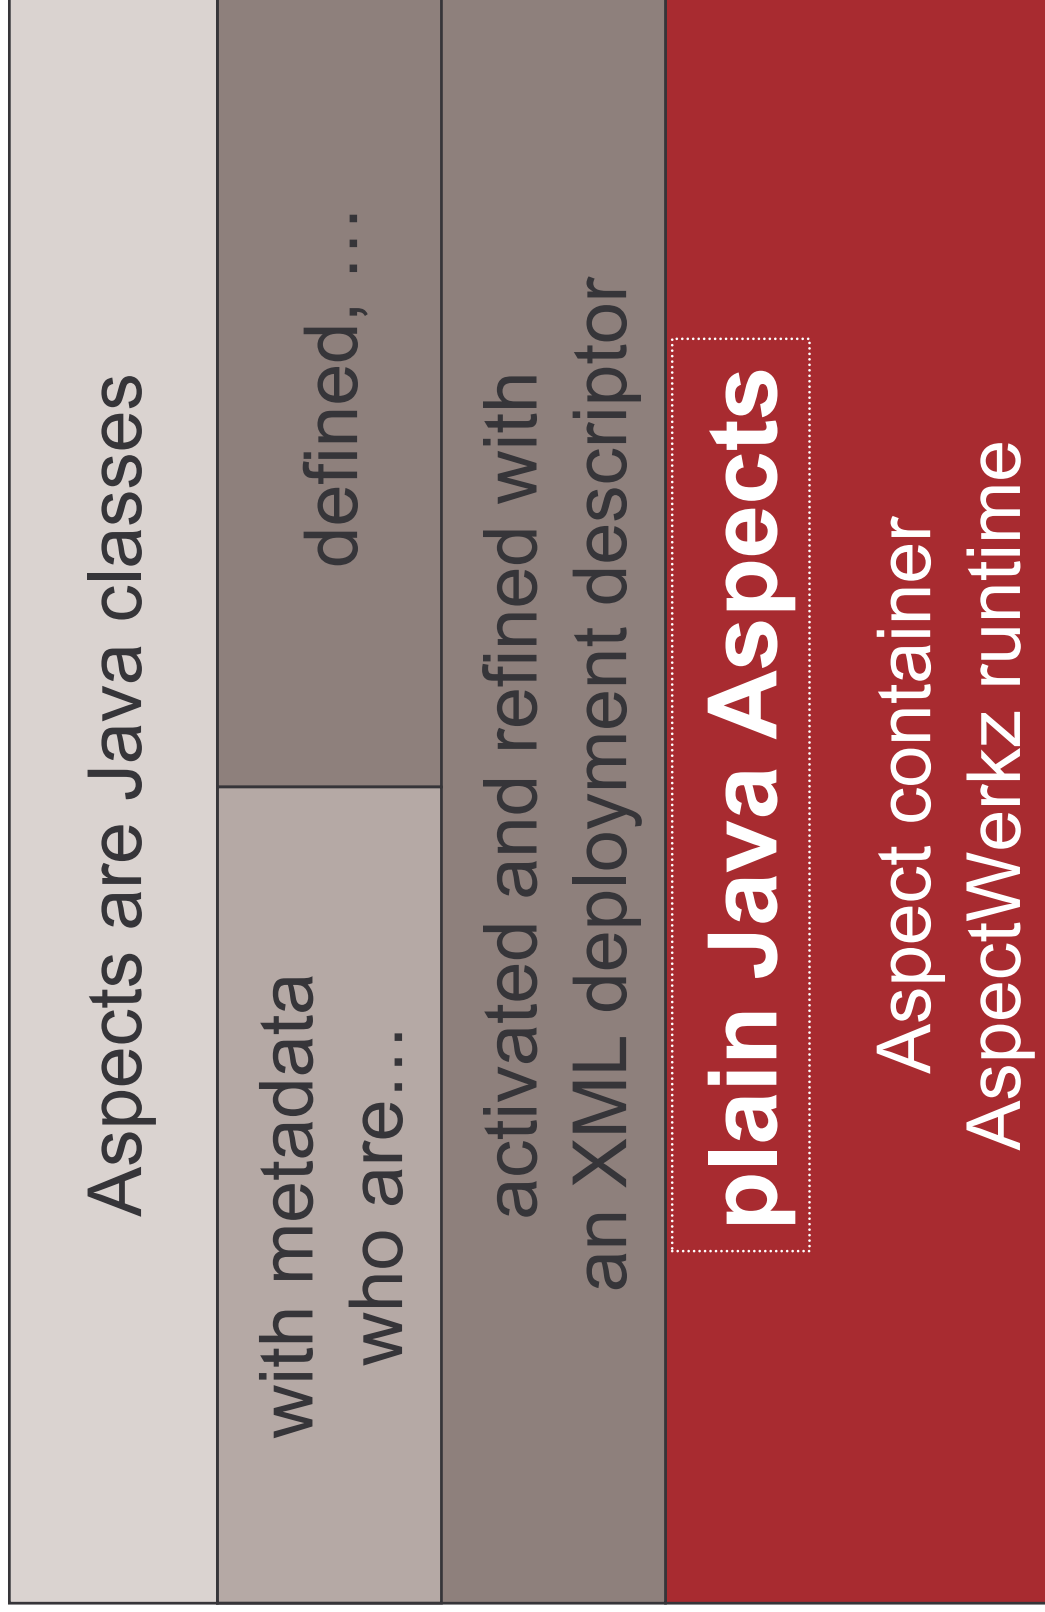 Aspects are Java classes
with metadata
who are…
defined, …
activated and refined with
an XML deployment descriptor
plain Java Aspects
Aspect container
AspectWerkz runtime